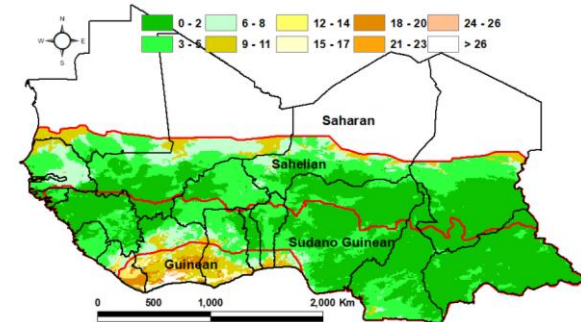 N
W E
S
0 - 2 6 - 8 12 - 14 18 - 20 24 - 26
3 - 5 9 - 11 15 - 17 21 - 23 > 26
Saharan
Sahelian
Sudano Guinean
Guinean
0 500 1,000 2,000 Km